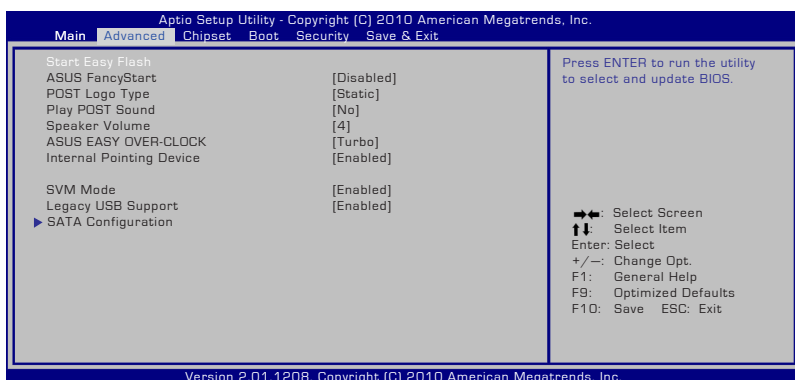 Aptio Setup Utility - Copyright (C) 2010 American Megatrends, Inc.
Main Advanced Chipset Boot Security Save & Exit
Start Easy Flash
ASUS FancyStart [Disabled]
POST Logo Type [Static]
Play POST Sound [No]
Speaker Volume [4]
ASUS EASY OVER-CLOCK [Turbo]
Internal Pointing Device [Enabled]
SVM Mode [Enabled]
Legacy USB Support [Enabled]
SATA Configuration
Press ENTER to run the utility
to select and update BIOS.
: Select Screen
: Select Item
Enter: Select
+/—: Change Opt.
F1: General Help
F9: Optimized Defaults
F10: Save ESC: Exit
Version 2.01.1208. Copyright (C) 2010 American Megatrends, Inc.